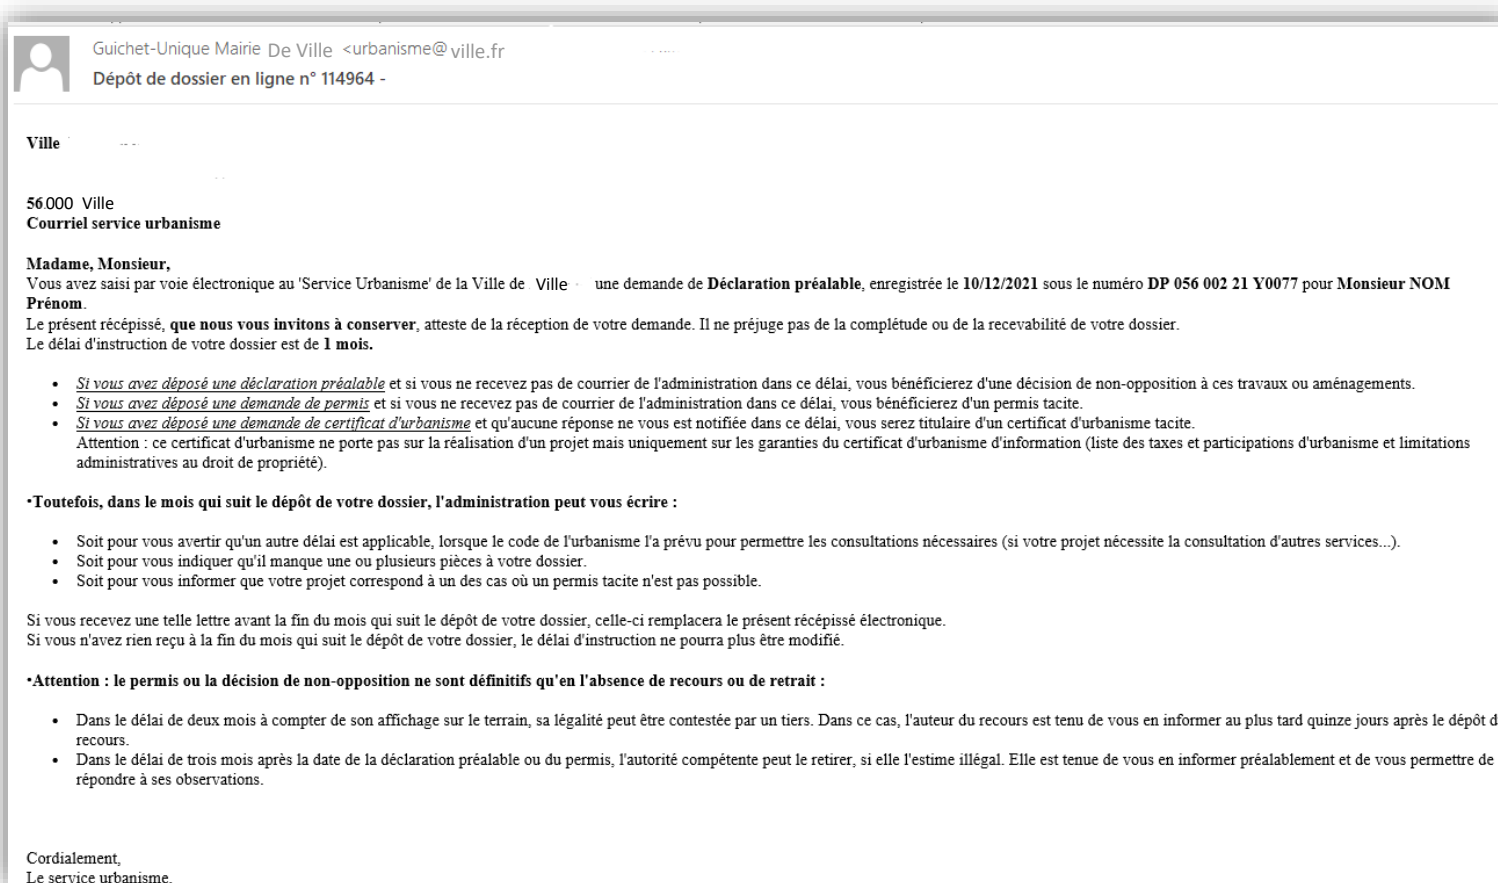 Guichet-Unique Mairie De Ville <urbanisme@ ville.fr
Dépôt de dossier en ligne n° 114964 -
Ville
56.000 Ville
Courriel service urbanisme
Madame, Monsieur,
Vous avez saisi par voie électronique au 'Service Urbanisme' de la Ville de Ville une demande de Déclaration préalable, enregistrée le 10/12/2021 sous le numéro DP 056 002 21 Y0077 pour Monsieur NOM
Prénom.
Le présent récépissé, que nous vous invitons à conserver, atteste de la réception de votre demande. Il ne préjuge pas de la complétude ou de la recevabilité de votre dossier.
Le délai d'instruction de votre dossier est de 1 mois.
• Si vous avez déposé une déclaration préalable et si vous ne recevez pas de courrier de l'administration dans ce délai, vous bénéficierez d'une décision de non-opposition à ces travaux ou aménagements.
• Si vous avez déposé une demande de permis et si vous ne recevez pas de courrier de l'administration dans ce délai, vous bénéficierez d'un permis tacite.
• Si vous avez déposé une demande de certificat d'urbanisme et qu'aucune réponse ne vous est notifiée dans ce délai, vous serez titulaire d'un certificat d'urbanisme tacite.
Attention : ce certificat d'urbanisme ne porte pas sur la réalisation d'un projet mais uniquement sur les garanties du certificat d'urbanisme d'information (liste des taxes et participations d'urbanisme et limitations
administratives au droit de propriété).
•Toutefois, dans le mois qui suit le dépôt de votre dossier, l'administration peut vous écrire :
• Soit pour vous avertir qu'un autre délai est applicable, lorsque le code de l'urbanisme l'a prévu pour permettre les consultations nécessaires (si votre projet nécessite la consultation d'autres services...).
• Soit pour vous indiquer qu'il manque une ou plusieurs pièces à votre dossier.
• Soit pour vous informer que votre projet correspond à un des cas où un permis tacite n'est pas possible.
Si vous recevez une telle lettre avant la fin du mois qui suit le dépôt de votre dossier, celle-ci remplacera le présent récépissé électronique.
Si vous n'avez rien reçu à la fin du mois qui suit le dépôt de votre dossier, le délai d'instruction ne pourra plus être modifié.
•Attention : le permis ou la décision de non-opposition ne sont définitifs qu'en l'absence de recours ou de retrait :
• Dans le délai de deux mois à compter de son affichage sur le terrain, sa légalité peut être contestée par un tiers. Dans ce cas, l'auteur du recours est tenu de vous en informer au plus tard quinze jours après le dépôt d
recours.
• Dans le délai de trois mois après la date de la déclaration préalable ou du permis, l'autorité compétente peut le retirer, si elle l'estime illégal. Elle est tenue de vous en informer préalablement et de vous permettre de
répondre à ses observations.
Cordialement,
Le service urbanisme.